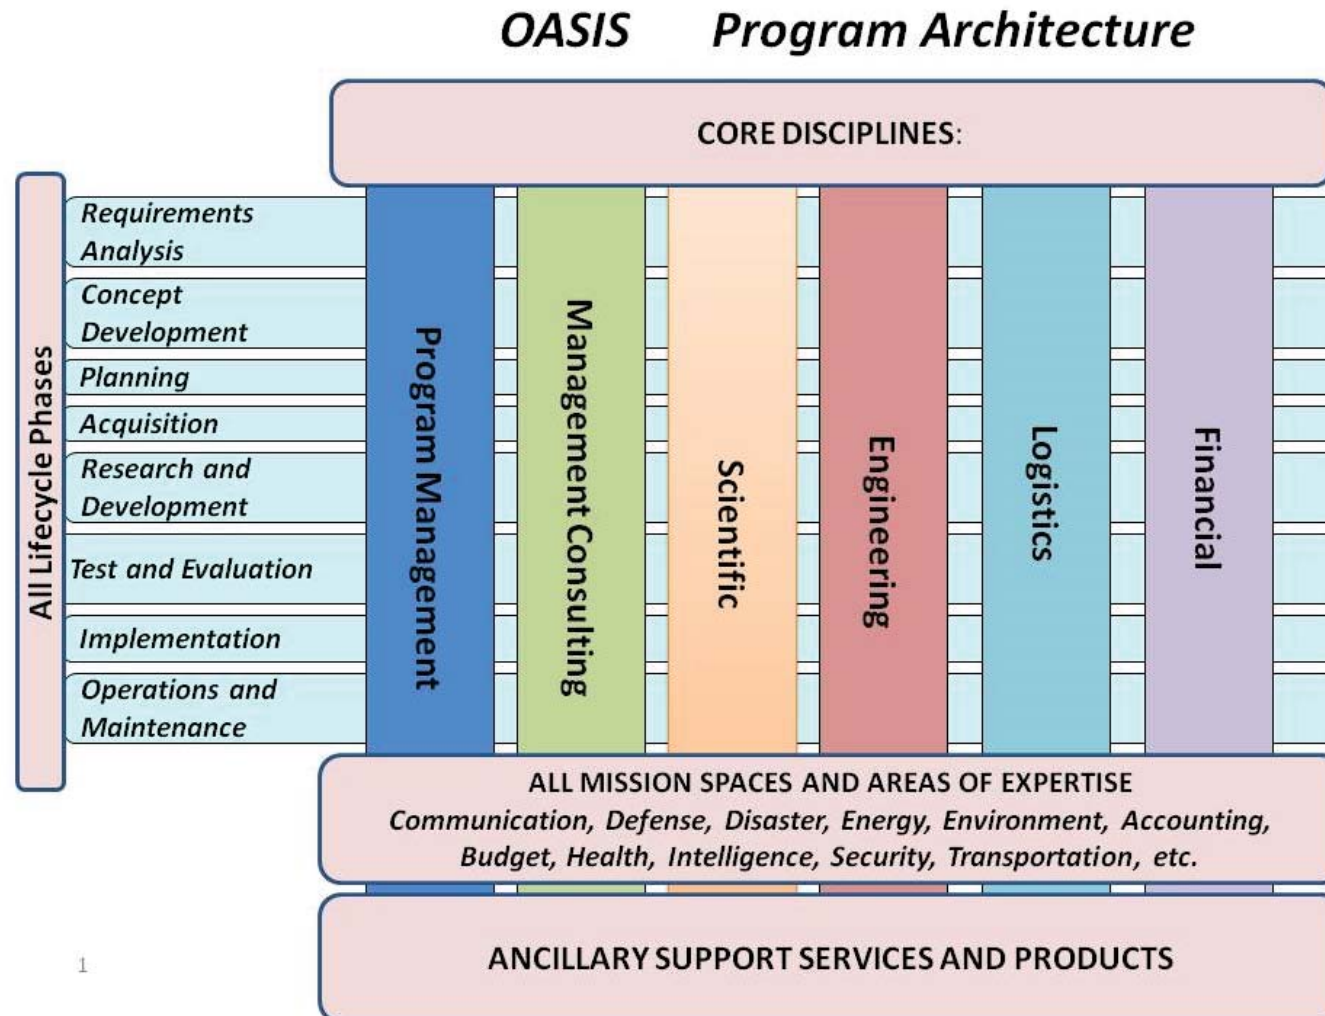 OASIS Program Architecture
CORE DISCIPLINES:
All Lifecycle Phases
Requirements
Analysis
Concept
Development
Planning
Acquisition
Research and
Development
Test and Evaluation
Implementation
Operations and
Maintenance
Program Management
Management Consulting
Scientific
Engineering
Logistics
Financial
ALL MISSION SPACES AND AREAS OF EXPERTISE
Communication, Defense, Disaster, Energy, Environment, Accounting,
Budget, Health, Intelligence, Security, Transportation, etc.
ANCILLARY SUPPORT SERVICES AND PRODUCTS
1